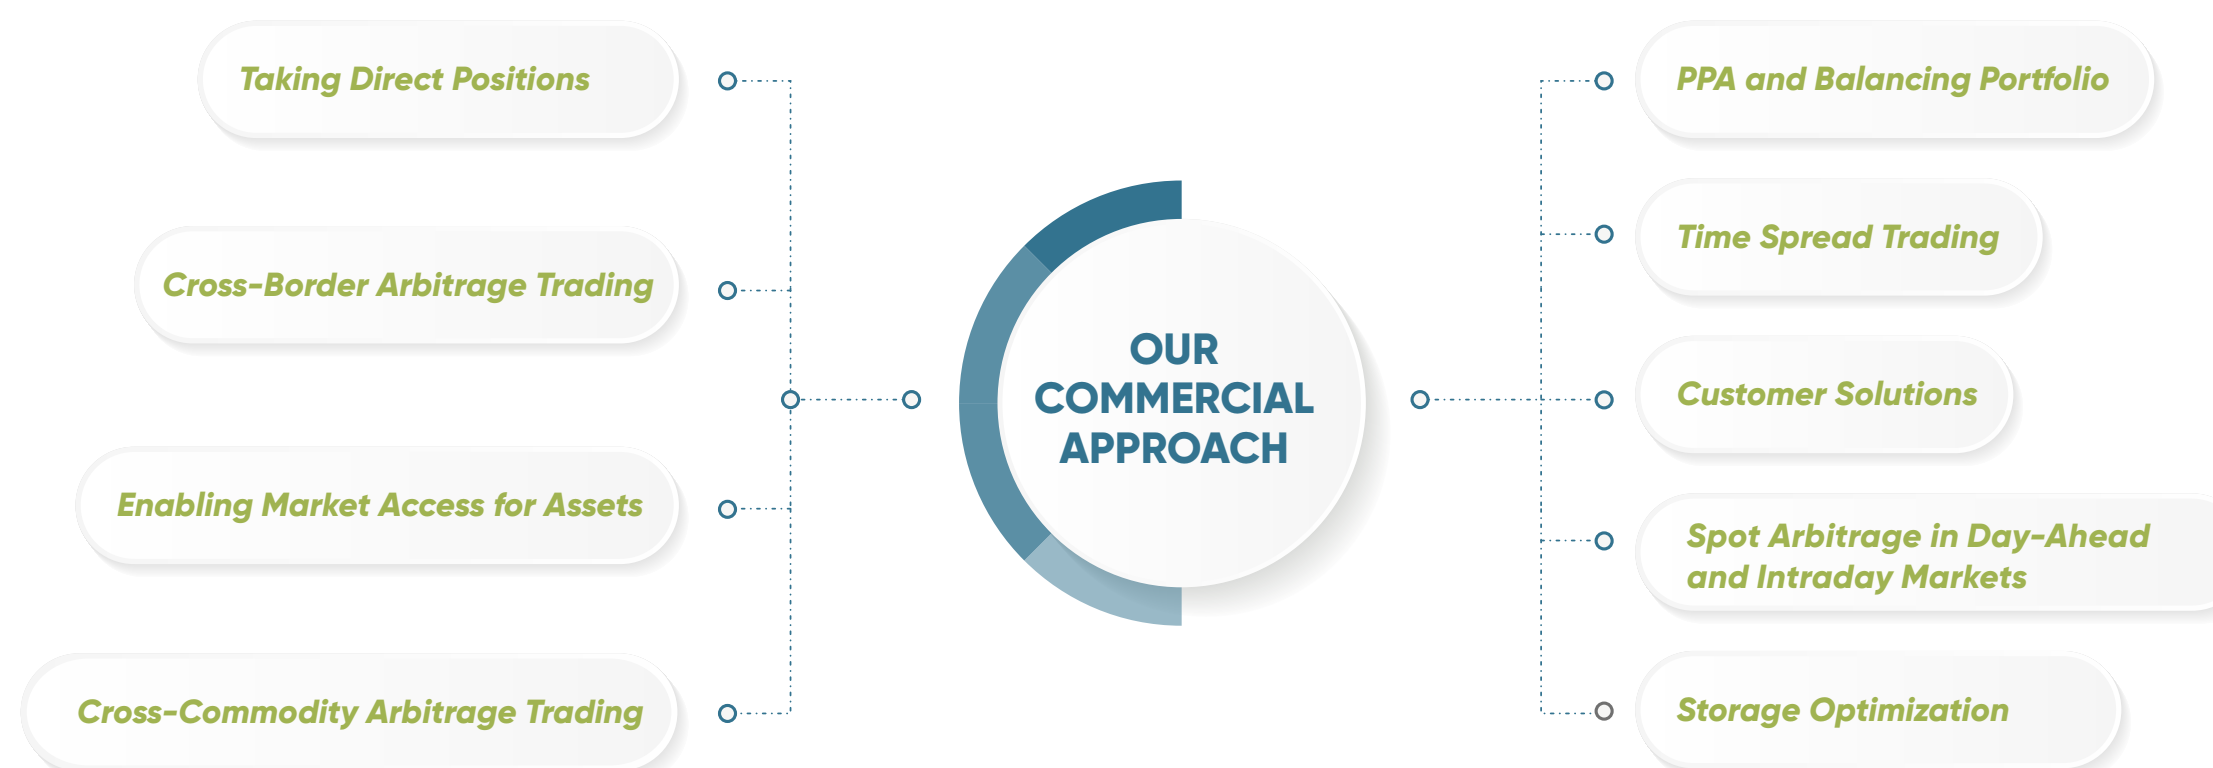 Taking Direct Positions
Cross-Border Arbitrage Trading
Enabling Market Access for Assets
Cross-Commodity Arbitrage Trading
OUR
COMMERCIAL
APPROACH
PPA and Balancing Portfolio
Time Spread Trading
Customer Solutions
Spot Arbitrage in Day-Ahead
and Intraday Markets
Storage Optimization